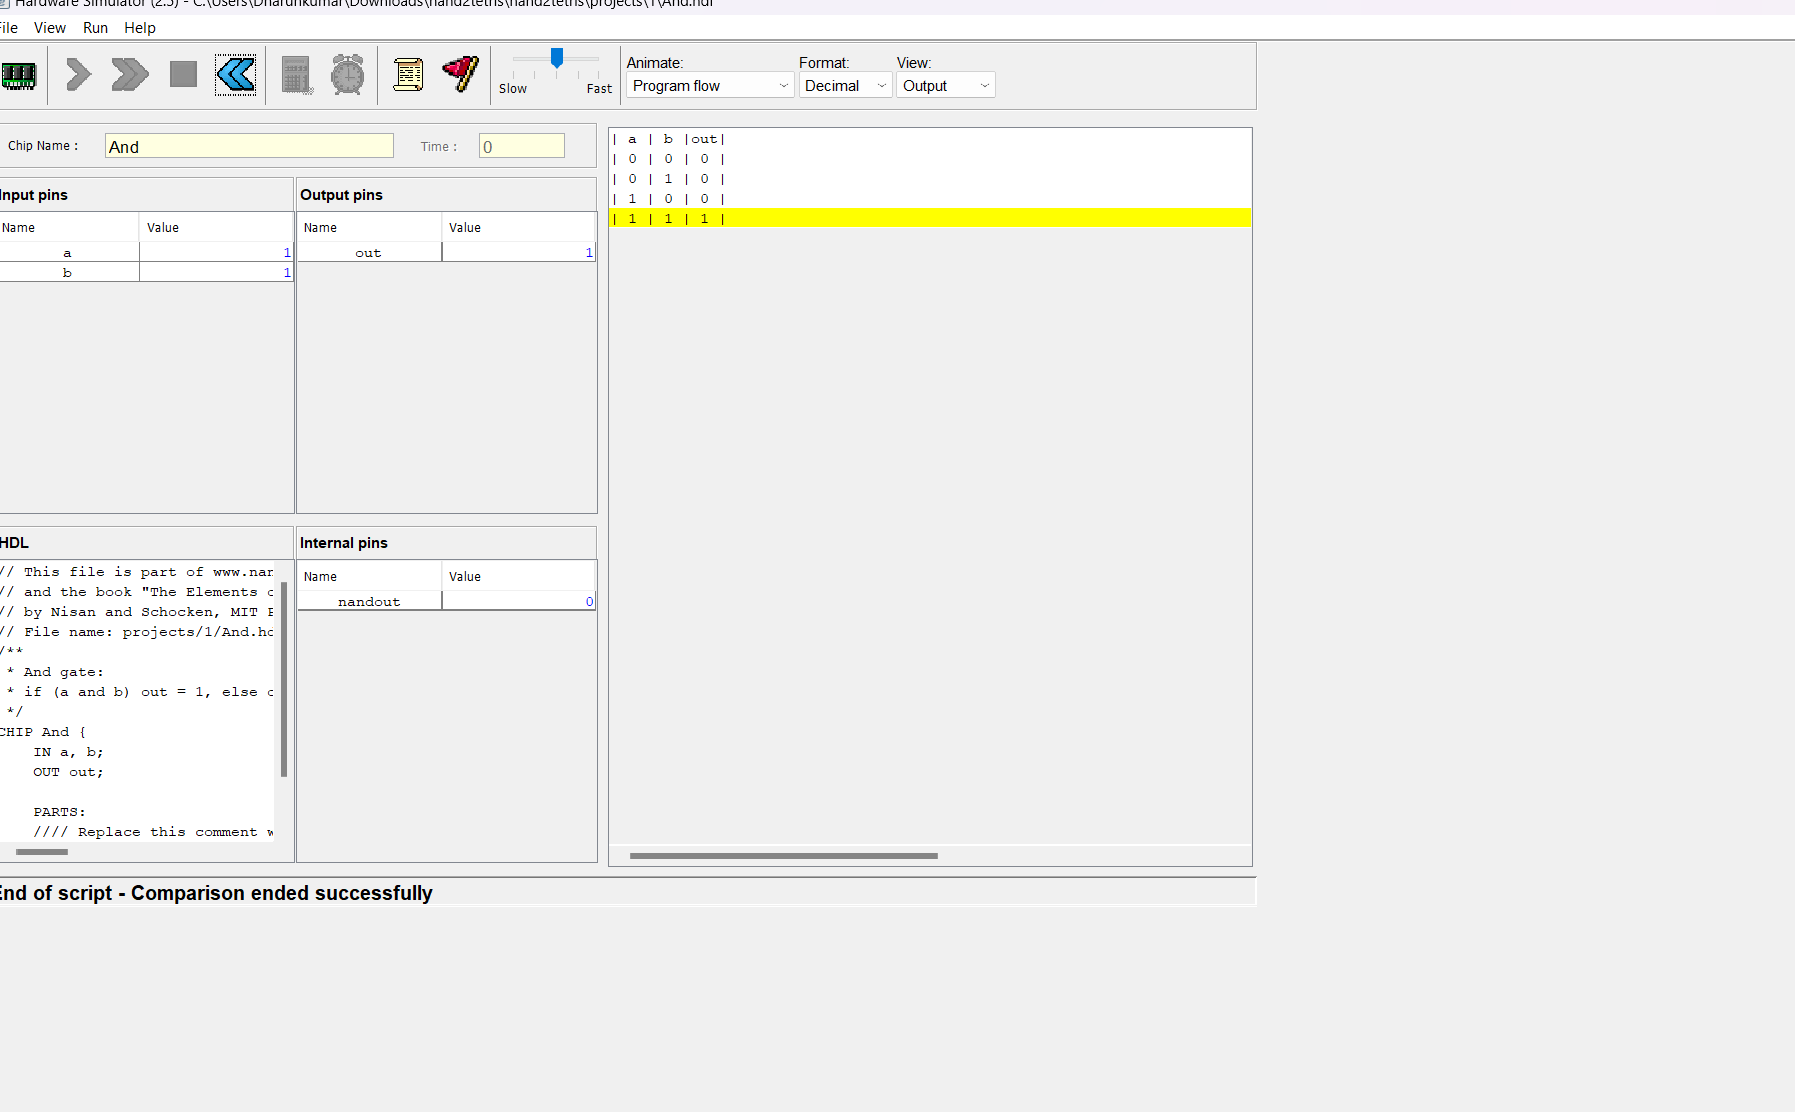 Hardware Simulator (2.5) - C:\Users\Dharunkumar\Downloads\nand2tetris\nand2tetris\projects\1\And.hdl
File View Run Help
Slow Fast
Animate: Format: View:
Program flow Decimal Output
Chip Name : And Time : 0
Input pins
Name Value
a 1
b 1
Output pins
Name Value
out 1
| a | b |out|
| 0 | 0 | 0 |
| 0 | 1 | 0 |
| 1 | 0 | 0 |
| 1 | 1 | 1 |
HDL
// This file is part of www.nan
// and the book "The Elements o
// by Nisan and Schocken, MIT P
// File name: projects/1/And.hd
/**
* And gate:
* if (a and b) out = 1, else o
*/
CHIP And {
IN a, b;
OUT out;
PARTS:
//// Replace this comment w
Internal pins
Name Value
nandout 0
End of script - Comparison ended successfully